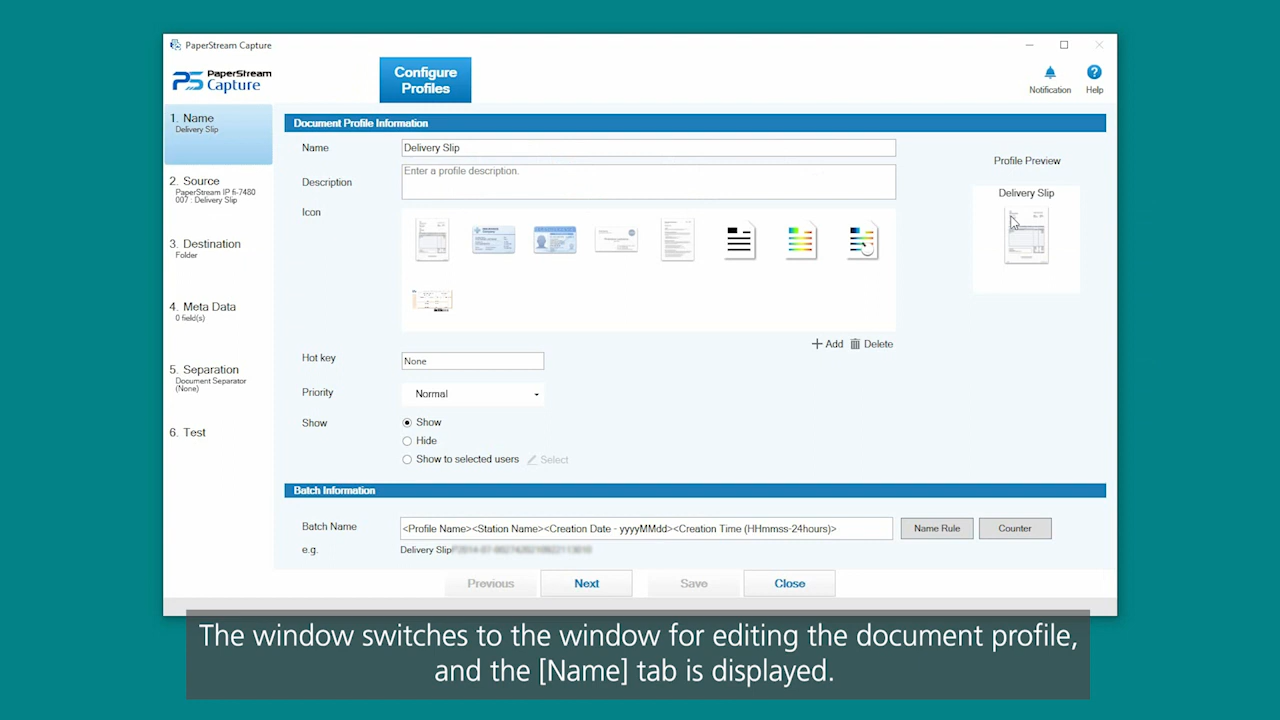 PaperStream Capture
PaperStream
Capture
Configure
Profiles
Notification
Help
1. Name
Delivery Slip
2. Source
PaperStream IP fi-7480
007 : Delivery Slip
3. Destination
Folder
4. Meta Data
0 field(s)
5. Separation
Document Separator
(None)
6. Test
Document Profile Information
Name
Delivery Slip
Description
Enter a profile description.
Icon
Add
Delete
Hot key
None
Priority
Normal
Show
Show
Hide
Show to selected users
Select
Profile Preview
Delivery Slip
Batch Information
Batch Name
<Profile Name><Station Name><Creation Date - yyyyMMdd><Creation Time (HHmmss-24hours)>
Name Rule
Counter
e.g.
Delivery Slip
Previous
Next
Save
Close
The window switches to the window for editing the document profile,
and the [Name] tab is displayed.